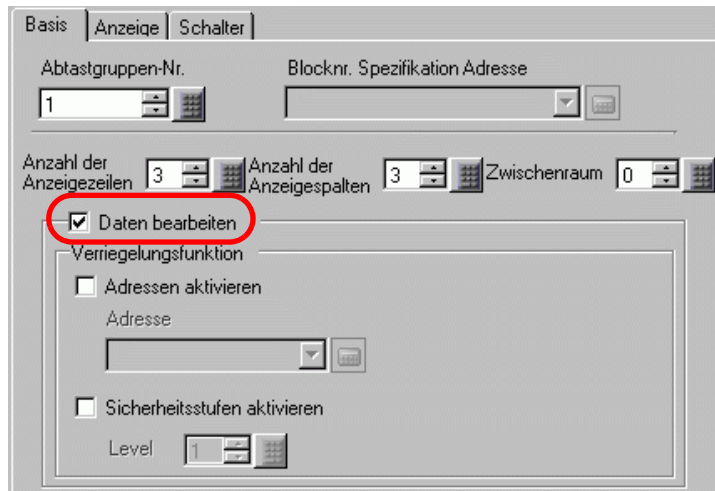 Basis Anzeige Schalter
Abtastgruppen-Nr. Blocknr. Spezifikation Adresse
1
Anzahl der Anzeigezeilen 3 Anzahl der Anzeigespalten 3 Zwischenraum 0
Daten bearbeiten
Verriegelungsfunktion
Adressen aktivieren
Adresse
Sicherheitsstufen aktivieren
Level 1